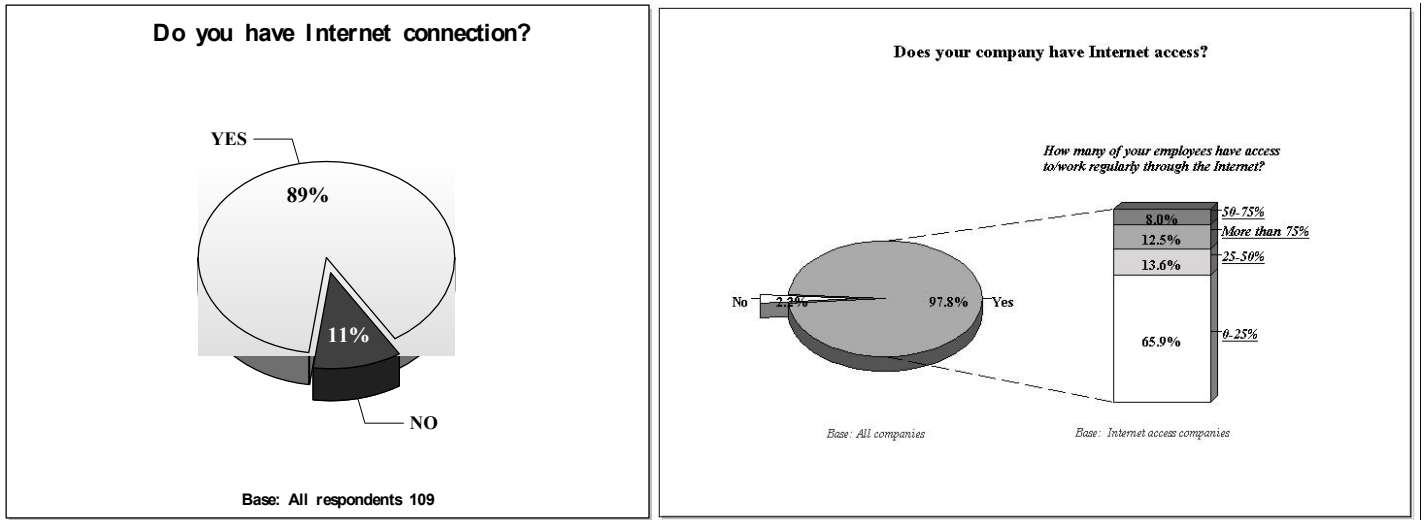 Do you have Internet connection?
YES
89%
11%
NO
Base: All respondents 109
Does your company have Internet access?
How many of your employees have access
to/work regularly through the Internet?
8.0%
50-75%
12.5%
More than 75%
13.6%
25-50%
No
2.2%
97.8%
Yes
65.9%
0-25%
Base: All companies
Base: Internet access companies